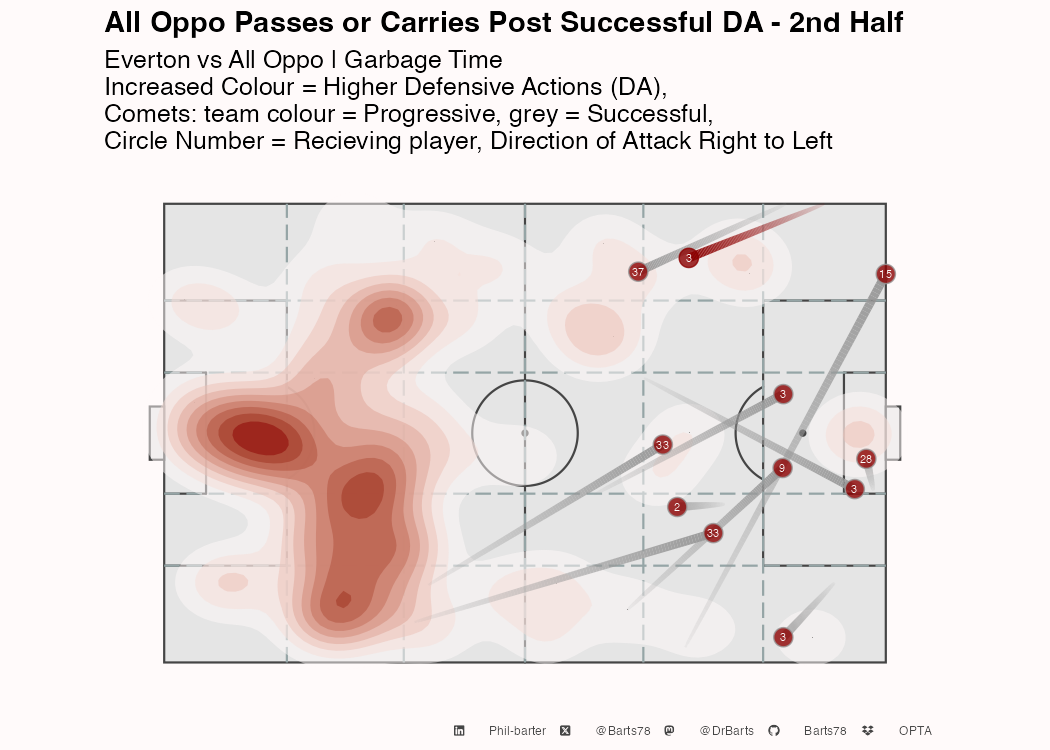 All Oppo Passes or Carries Post Successful DA - 2nd Half
Everton vs All Oppo | Garbage Time
Increased Colour = Higher Defensive Actions (DA),
Comets: team colour = Progressive, grey = Successful,
Circle Number = Recieving player, Direction of Attack Right to Left
37
3
15
3
33
28
9
3
2
33
3
Phil-barter @Barts78 @DrBarts Barts78 OPTA